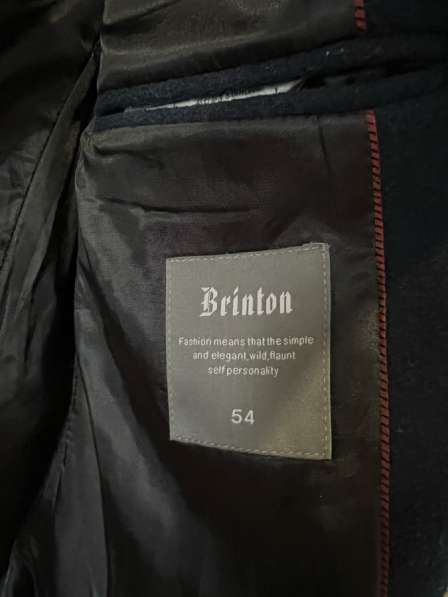 Brinton
Fashion means that the simple
and elegant,wild,flaunt
self personality
54